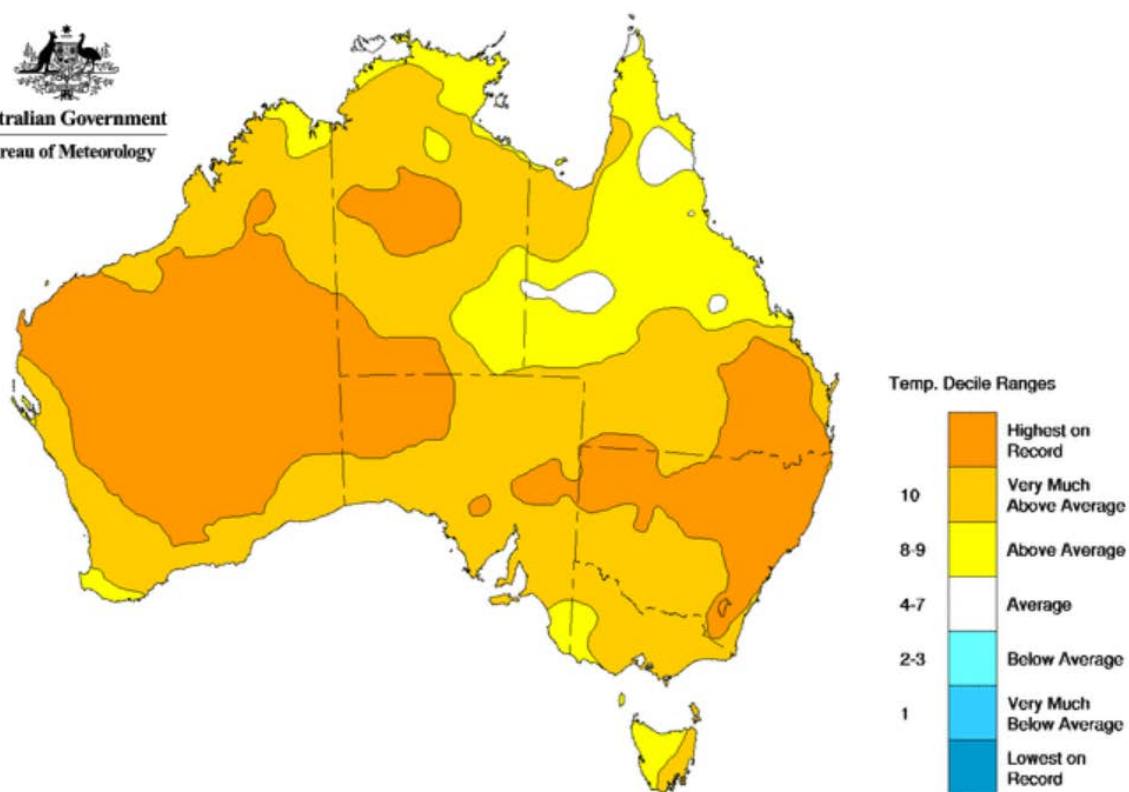 tralian Government
reau of Meteorology
Temp. Decile Ranges
Highest on
Record
10
Very Much
Above Average
8-9
Above Average
4-7
Average
2-3
Below Average
1
Very Much
Below Average
Lowest on
Record